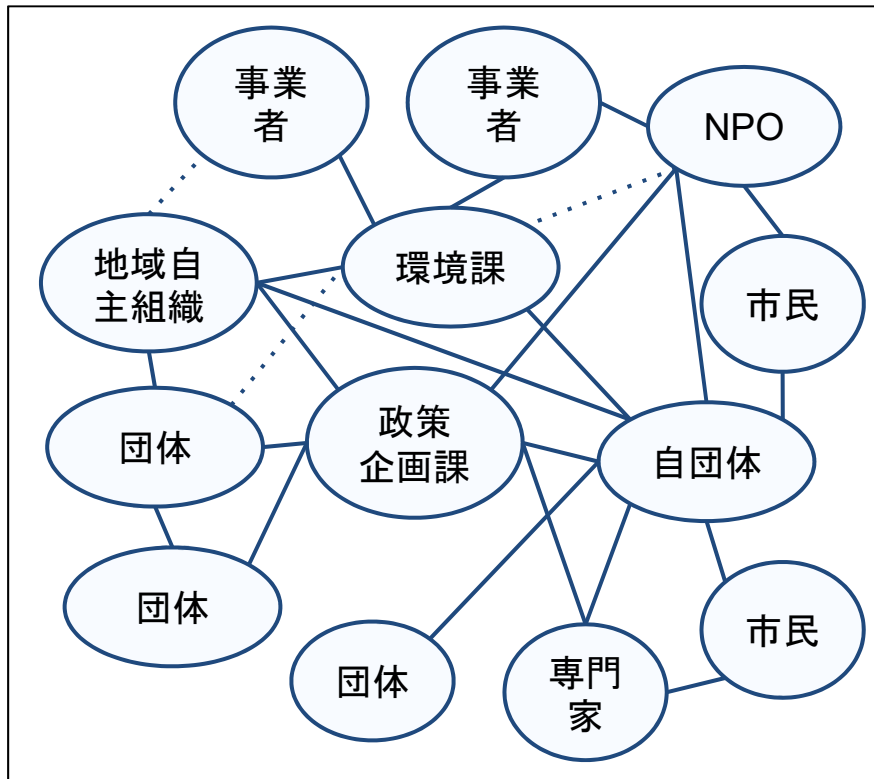 事業
者
事業
者
NPO
地域自
主組織
環境課
市民
団体
政策
企画課
自団体
団体
団体
専門
家
市民